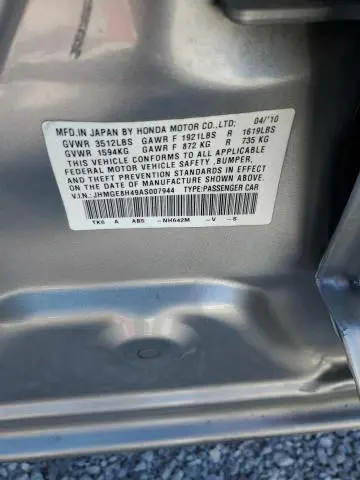 MFD.IN JAPAN BY HONDA MOTOR CO.,LTD; 04/'10
GVWR 3512LBS GAWR F 1921LBS R 1619LBS
GVWR 1594KG GAWR F 872 KG R 735 KG
THIS VEHICLE CONFORMS TO ALL APPLICABLE
FEDERAL MOTOR VEHICLE SAFETY ,BUMPER,
AND THEFT PREVENTION STANDARDS IN
EFFECT ON THE DATE OF MANUFACTURE
SHOWN ABOVE.
V.I.N.: JHMGE8H49AS007944 TYPE:PASSENGER CAR
TK6 A AB5 -NH642M -V -E